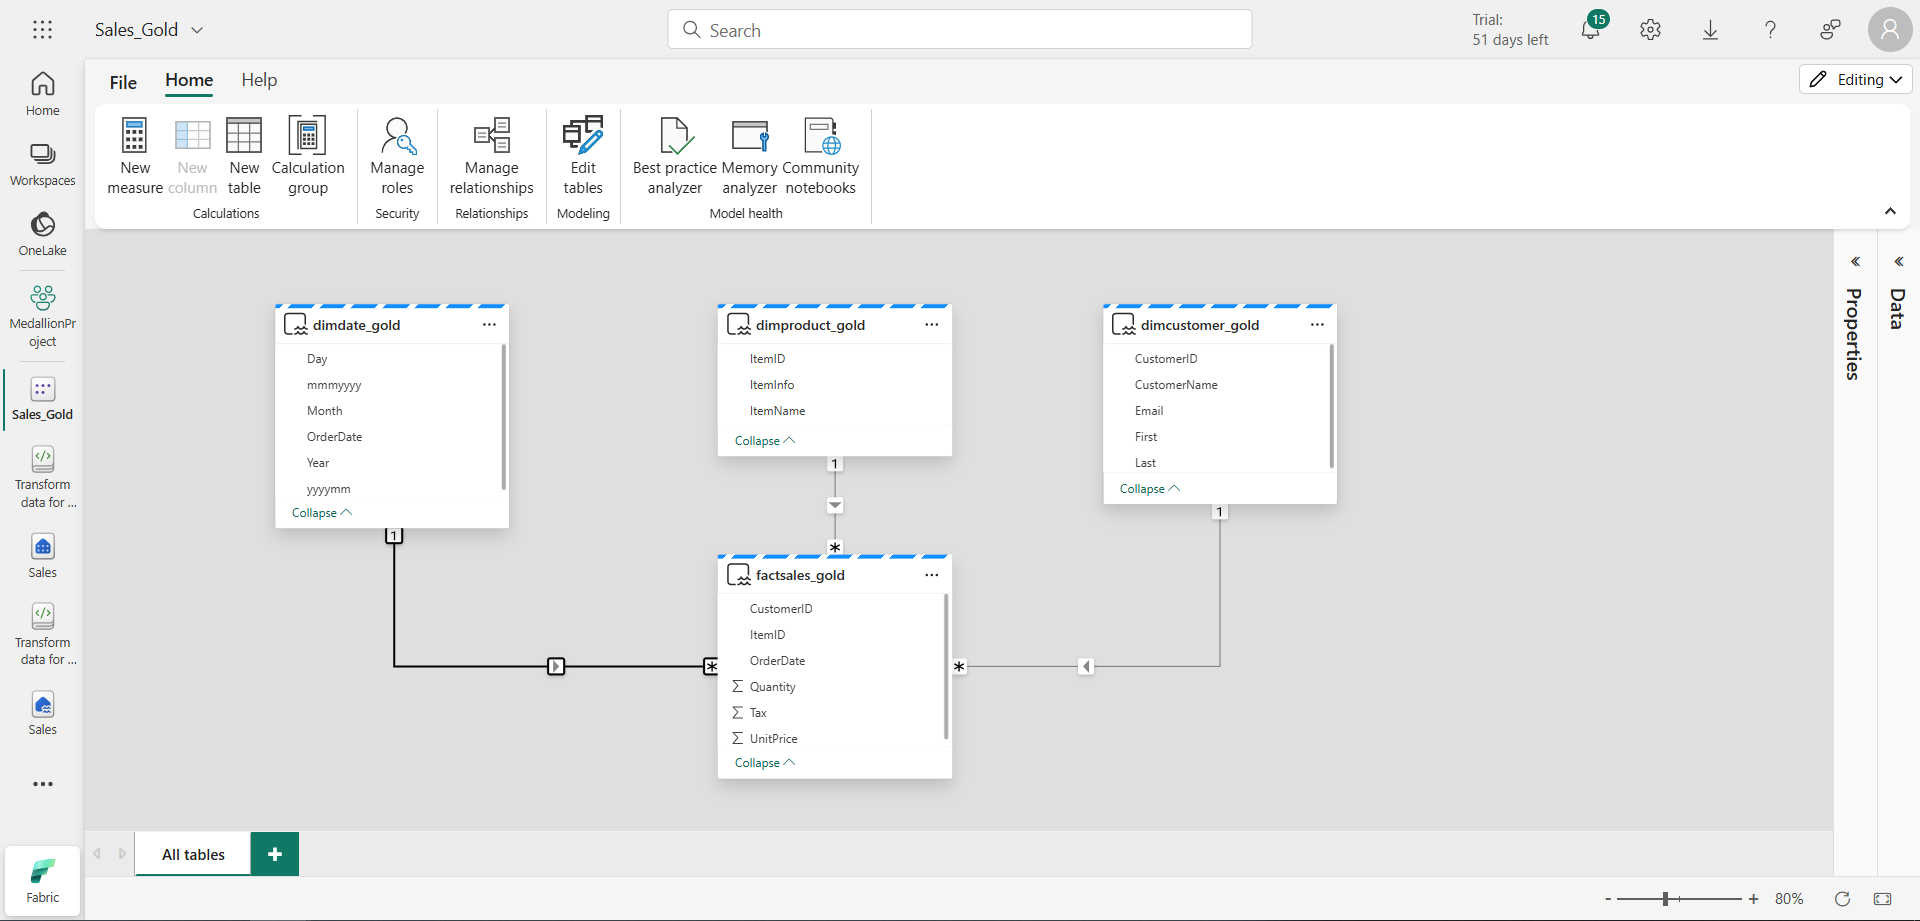 Sales_Gold
Search
Trial:
51 days left
15
Home
Workspaces
OneLake
MedallionPr
oject
Sales_Gold
Transform
data for ...
Sales
Transform
data for ...
Sales
Fabric
File
Home
Help
Editing
New
measure
New
column
New
table
Calculation
group
Calculations
Manage
roles
Security
Manage
relationships
Relationships
Edit
tables
Modeling
Best practice
analyzer
Memory
analyzer
Community
notebooks
Model health
dimdate_gold
Day
mmmyyyy
Month
OrderDate
Year
yyyymm
Collapse
1
dimproduct_gold
ItemID
ItemInfo
ItemName
Collapse
1
*
dimcustomer_gold
CustomerID
CustomerName
Email
First
Last
Collapse
1
factsales_gold
CustomerID
ItemID
OrderDate
Σ Quantity
Σ Tax
Σ UnitPrice
Collapse
*
*
Properties
Data
All tables
+
- + 80%